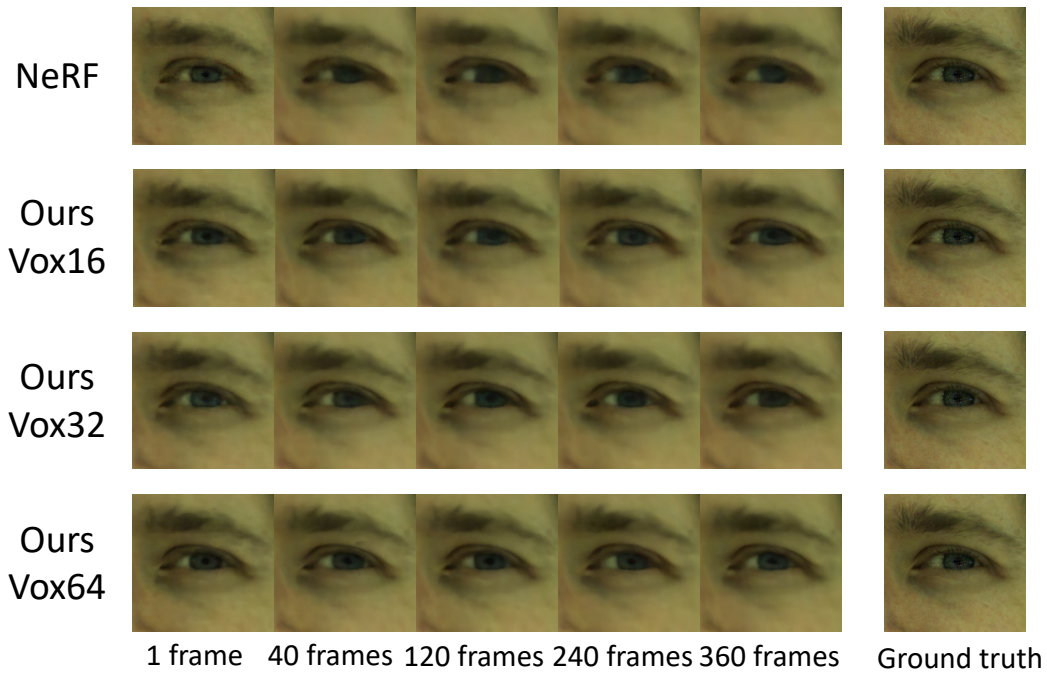 NeRF
Ours
Vox16
Ours
Vox32
Ours
Vox64
1 frame 40 frames 120 frames 240 frames 360 frames Ground truth